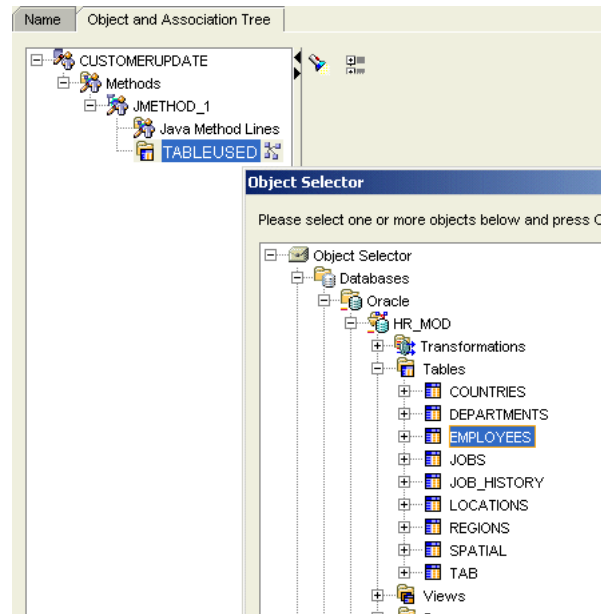 Name Object and Association Tree
CUSTOMERUPDATE
Methods
JMETHOD_1
Java Method Lines
TABLEUSED
Object Selector
Please select one or more objects below and press
Object Selector
Databases
Oracle
HR_MOD
Transformations
Tables
COUNTRIES
DEPARTMENTS
EMPLOYEES
JOBS
JOB_HISTORY
LOCATIONS
REGIONS
SPATIAL
TAB
Views